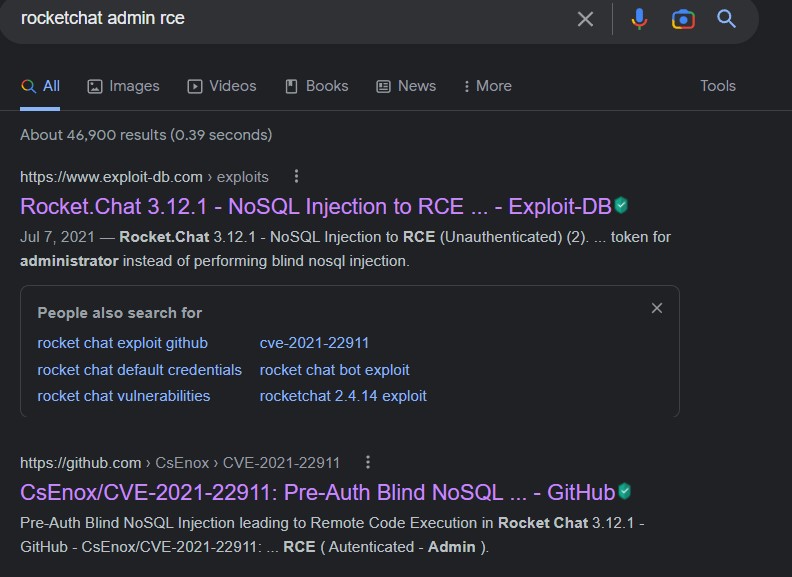 rocketchat admin rce
All Images Videos Books News More Tools
About 46,900 results (0.39 seconds)
https://www.exploit-db.com › exploits
Rocket.Chat 3.12.1 - NoSQL Injection to RCE ... - Exploit-DB
Jul 7, 2021 — Rocket.Chat 3.12.1 - NoSQL Injection to RCE (Unauthenticated) (2). ... token for
administrator instead of performing blind nosql injection.
People also search for
rocket chat exploit github cve-2021-22911
rocket chat default credentials rocket chat bot exploit
rocket chat vulnerabilities rocketchat 2.4.14 exploit
https://github.com › CsEnox › CVE-2021-22911
CsEnox/CVE-2021-22911: Pre-Auth Blind NoSQL ... - GitHub
Pre-Auth Blind NoSQL Injection leading to Remote Code Execution in Rocket Chat 3.12.1 -
GitHub - CsEnox/CVE-2021-22911: ... RCE ( Autenticated - Admin ).